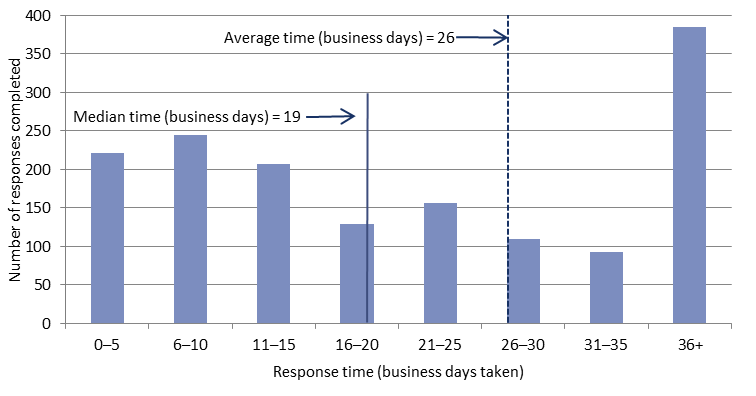 400
350
300
250
200
150
100
50
0
Number of responses completed
Average time (business days) = 26
Median time (business days) = 19
0–5 6–10 11–15 16–20 21–25 26–30 31–35 36+
Response time (business days taken)